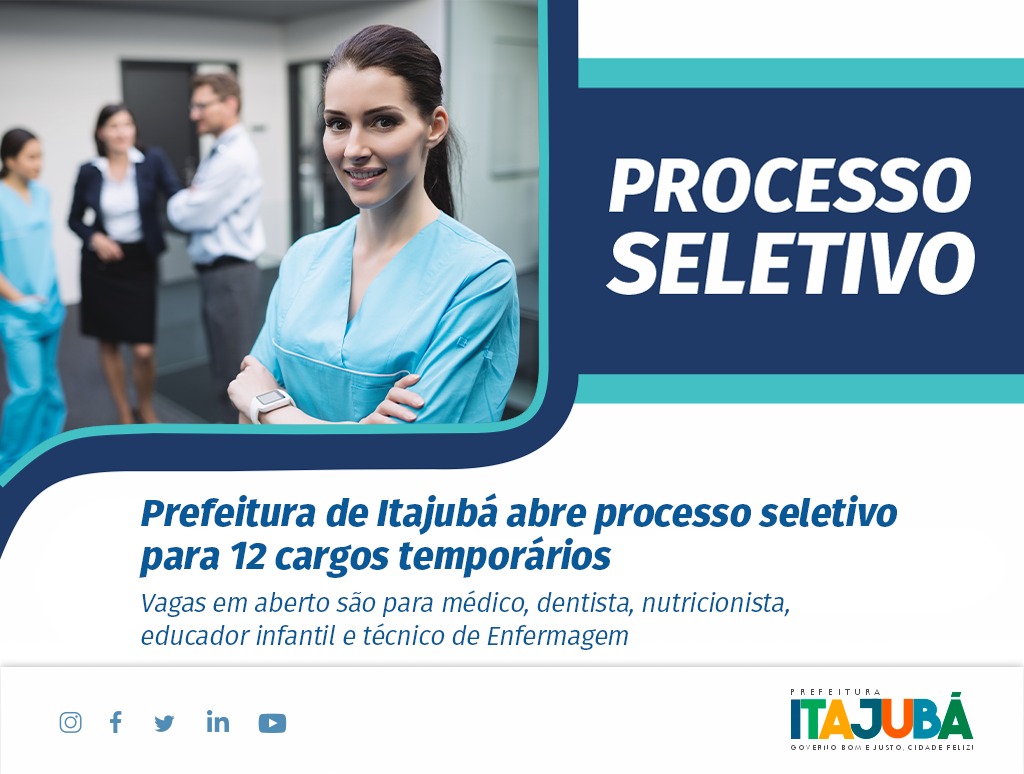 PROCESSO
SELETIVO
Prefeitura de Itajubá abre processo seletivo
para 12 cargos temporários
Vagas em aberto são para médico, dentista, nutricionista,
educador infantil e técnico de Enfermagem
PREFEITURA
ITAJUBÁ
GOVERNO BOM E JUSTO, CIDADE FELIZ!